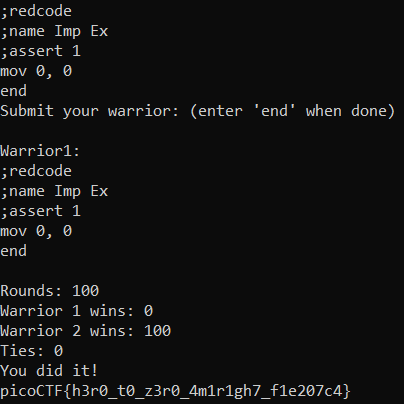 ;redcode
;name Imp Ex
;assert 1
mov 0, 0
end
Submit your warrior: (enter 'end' when done)

Warrior1:
;redcode
;name Imp Ex
;assert 1
mov 0, 0
end

Rounds: 100
Warrior 1 wins: 0
Warrior 2 wins: 100
Ties: 0
You did it!
picoCTF{h3r0_t0_z3r0_4m1r1gh7_f1e207c4}